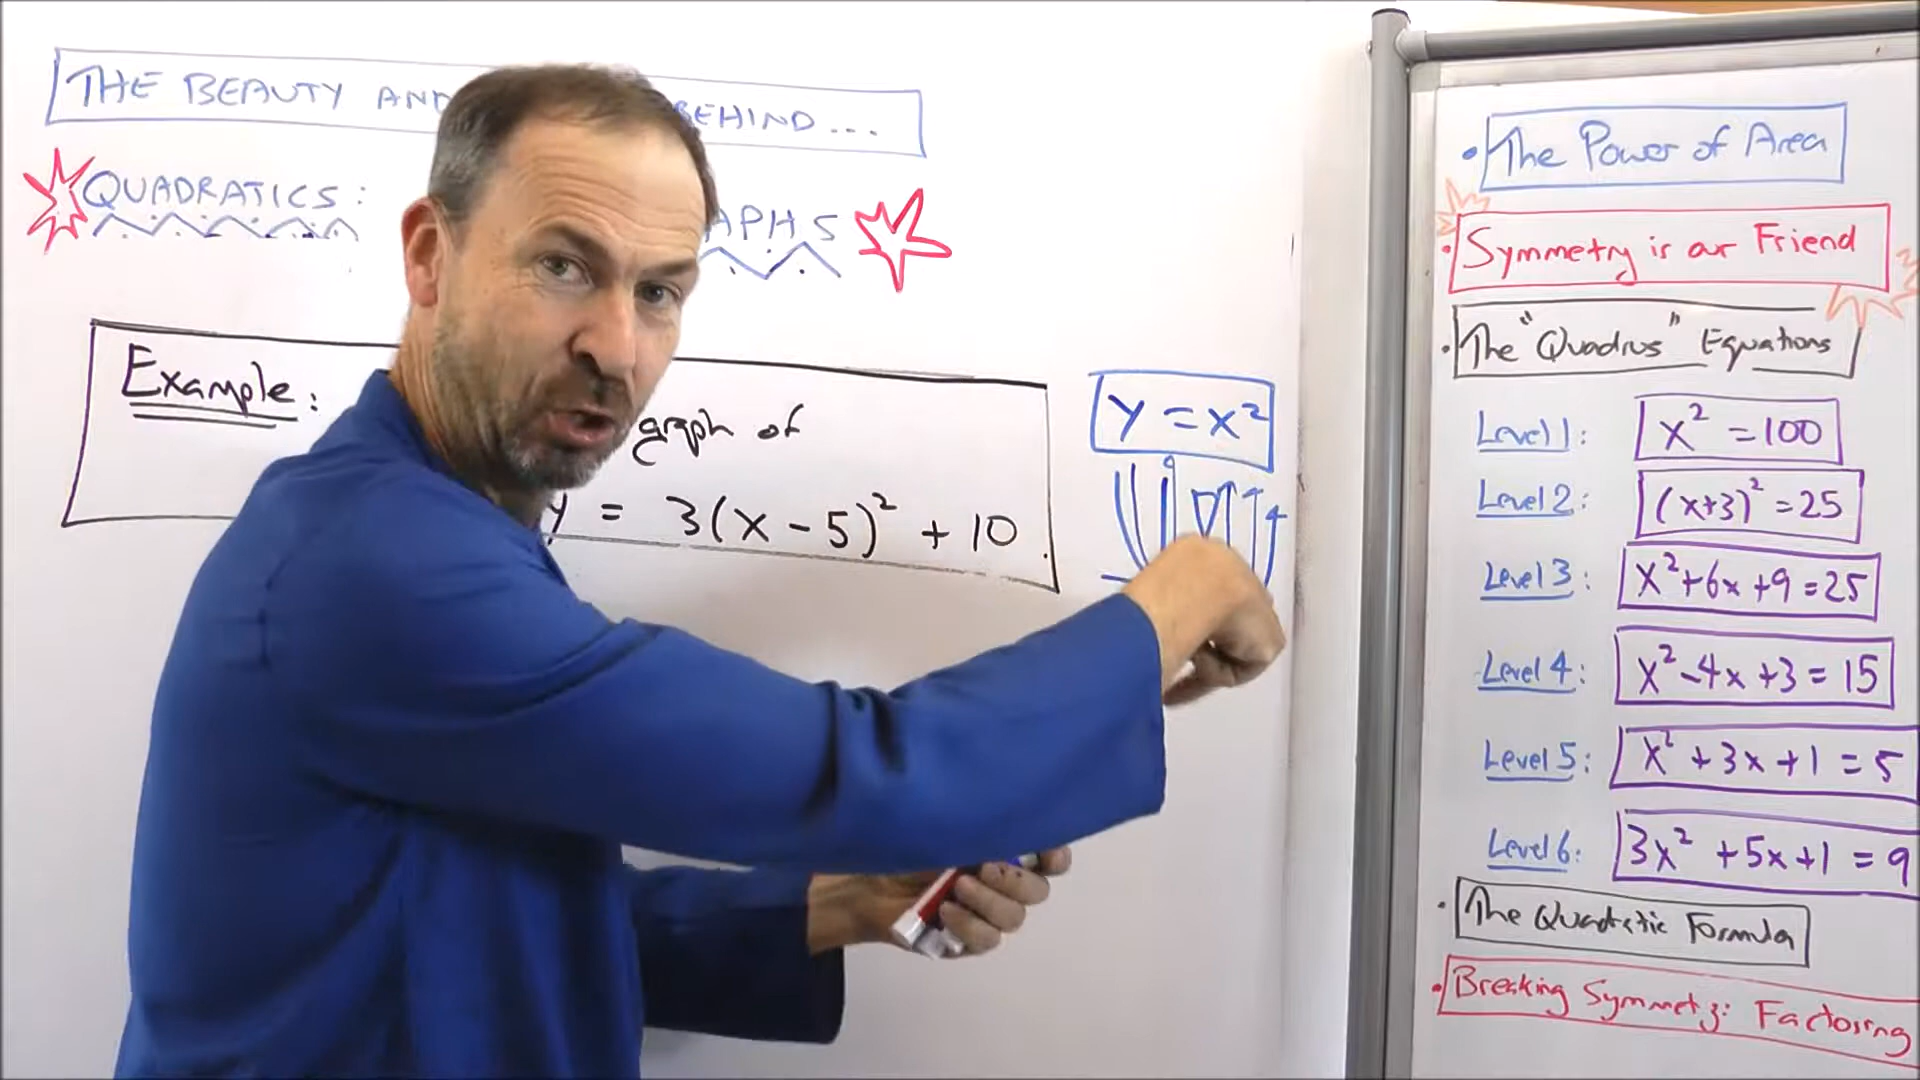 THE BEAUTY AND BEHIND...
QUADRATICS: APHS
Example: graph of
y = 3(x-5)² + 10.
y = x²
• The Power of Area
• Symmetry is our Friend
• The "Quadrus" Equations
Level 1: x² = 100
Level 2: (x+3)² = 25
Level 3: x²+6x+9=25
Level 4: x²-4x+3 = 15
Level 5: x²+3x+1 = 5
Level 6: 3x²+5x+1 = 9
• The Quadratic Formula
• Breaking Symmetry: Factoring